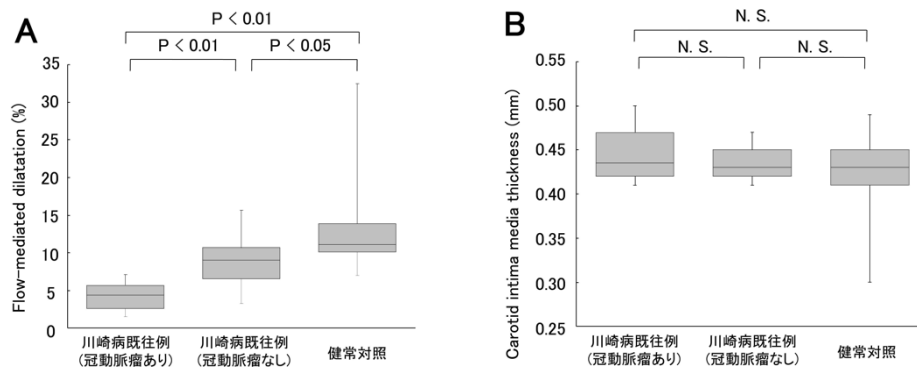 A
P < 0.01
P < 0.01
P < 0.05
Flow-mediated dilatation (%)
35
30
25
20
15
10
5
0
川崎病既往例
(冠動脈瘤あり)
川崎病既往例
(冠動脈瘤なし)
健常対照
B
N. S.
N. S.
N. S.
Carotid intima media thickness (mm)
0.55
0.50
0.45
0.40
0.35
0.30
0.25
川崎病既往例
(冠動脈瘤あり)
川崎病既往例
(冠動脈瘤なし)
健常対照